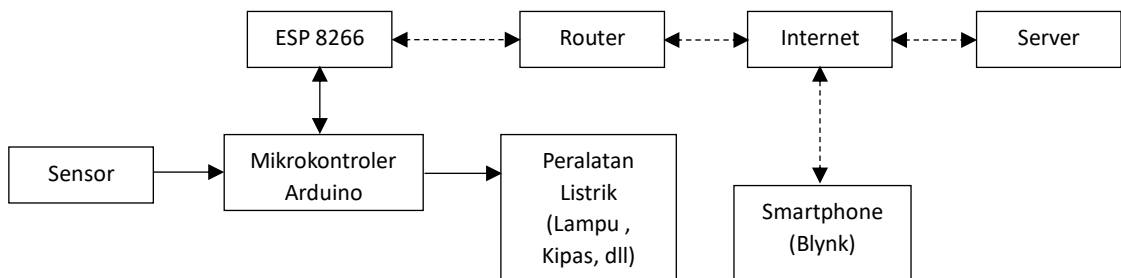 ESP 8266
Router
Internet
Server
Sensor
Mikrokontroler
Arduino
Peralatan
Listrik
(Lampu ,
Kipas, dll)
Smartphone
(Blynk)